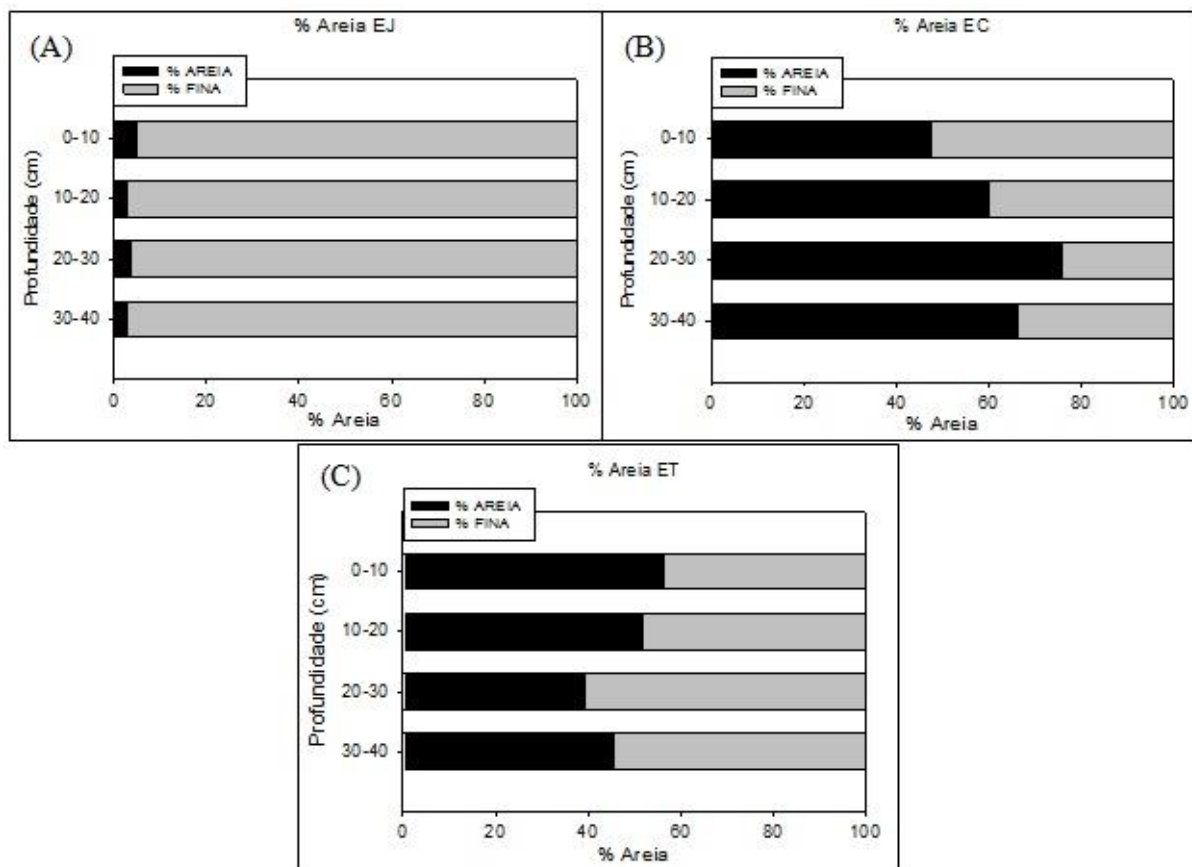 (A)
% Areia EJ
% AREIA
% FINA
Profundidade (cm)
0-10
10-20
20-30
30-40
0 20 40 60 80 100
% Areia
(B)
% Areia EC
% AREIA
% FINA
Profundidade (cm)
0-10
10-20
20-30
30-40
0 20 40 60 80 100
% Areia
(C)
% Areia ET
% AREIA
% FINA
Profundidade (cm)
0-10
10-20
20-30
30-40
0 20 40 60 80 100
% Areia